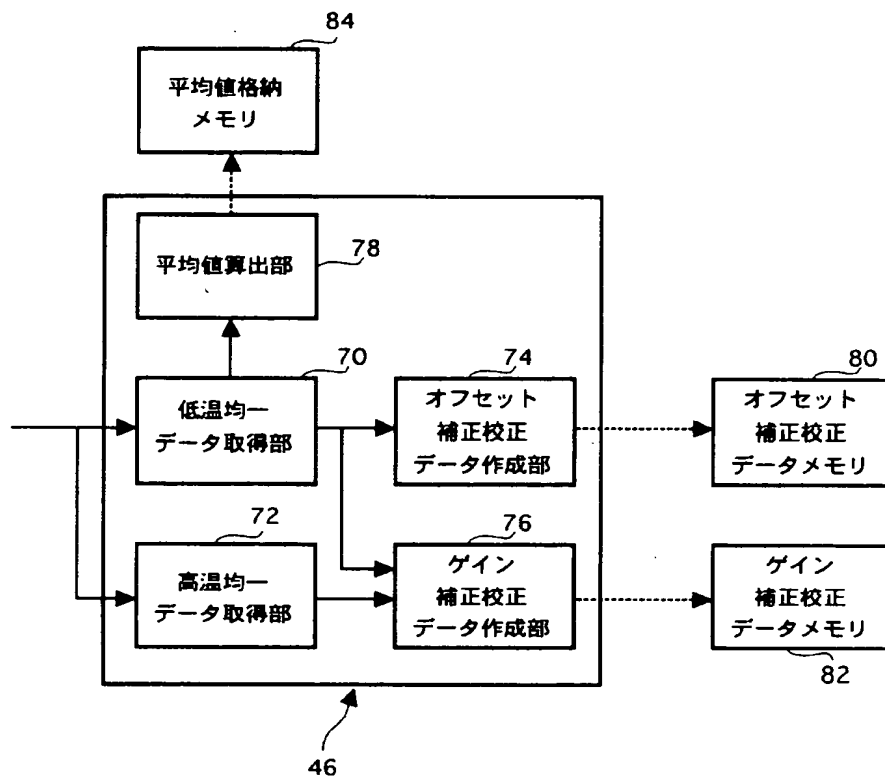 84
平均値格納
メモリ
平均値算出部
78
70
低温均一
データ取得部
74
オフセット
補正校正
データ作成部
80
オフセット
補正校正
データメモリ
72
高温均一
データ取得部
76
ゲイン
補正校正
データ作成部
ゲイン
補正校正
データメモリ
82
46